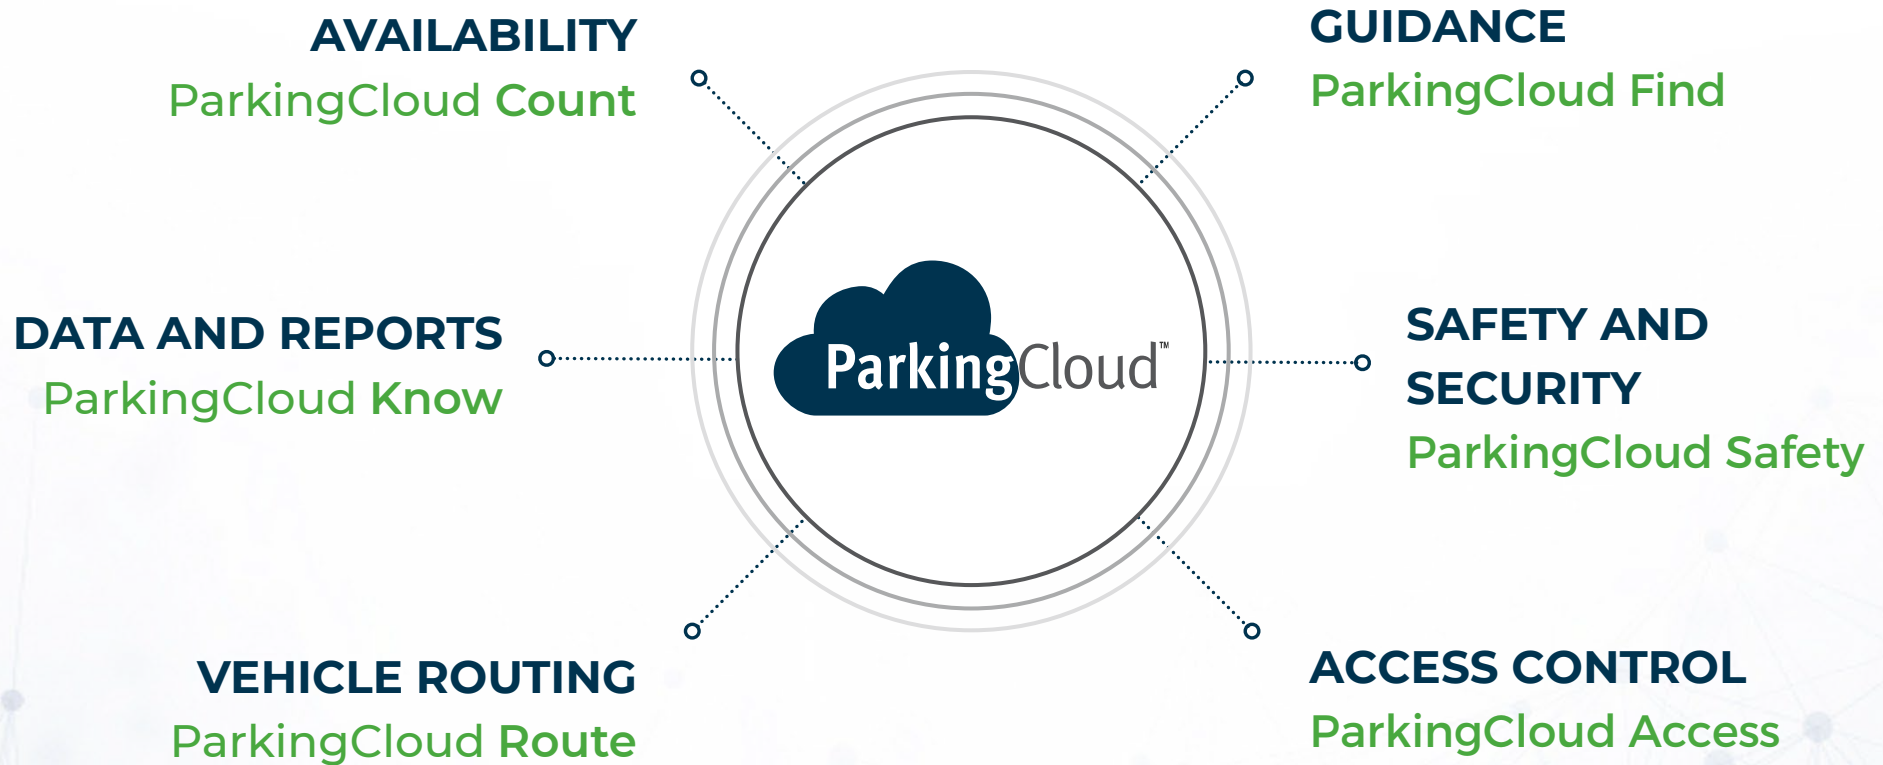 AVAILABILITY
ParkingCloud Count
GUIDANCE
ParkingCloud Find
DATA AND REPORTS
ParkingCloud Know
ParkingCloud™
SAFETY AND
SECURITY
ParkingCloud Safety
VEHICLE ROUTING
ParkingCloud Route
ACCESS CONTROL
ParkingCloud Access